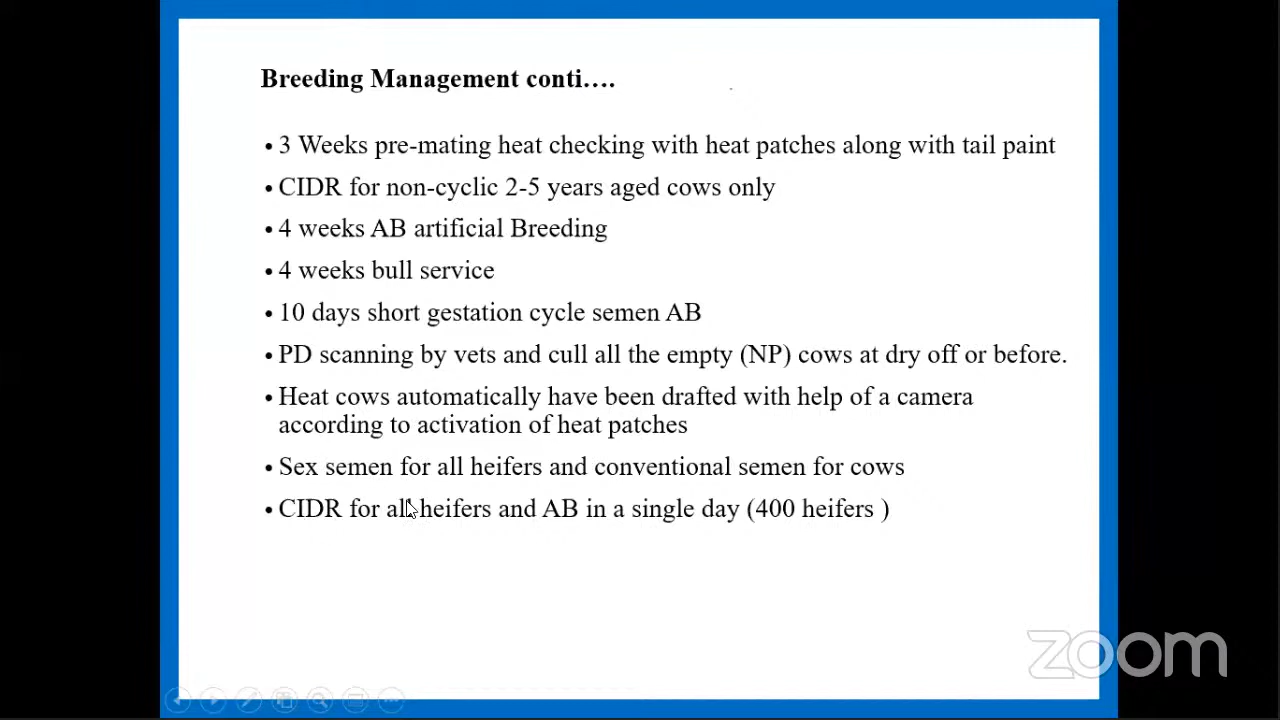 Breeding Management conti….
• 3 Weeks pre-mating heat checking with heat patches along with tail paint
• CIDR for non-cyclic 2-5 years aged cows only
• 4 weeks AB artificial Breeding
• 4 weeks bull service
• 10 days short gestation cycle semen AB
• PD scanning by vets and cull all the empty (NP) cows at dry off or before.
• Heat cows automatically have been drafted with help of a camera
according to activation of heat patches
• Sex semen for all heifers and conventional semen for cows
• CIDR for all heifers and AB in a single day (400 heifers )
zoom